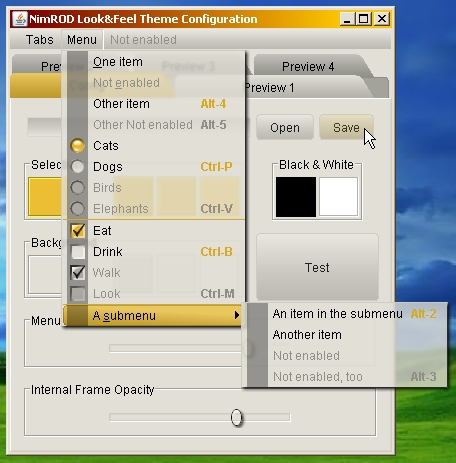 NimROD Look&Feel Theme Configuration
Tabs Menu Not enabled
One item
Not enabled
Other item Alt-4
Other Not enabled Alt-5
Cats
Dogs Ctrl-P
Birds
Elephants Ctrl-V
Eat
Drink Ctrl-B
Walk
Look Ctrl-M
A submenu
An item in the submenu Alt-2
Another item
Not enabled
Not enabled, too Alt-3
Preview 3
Preview 4
Preview 1
Open Save
Black & White
Test
Menu
Internal Frame Opacity